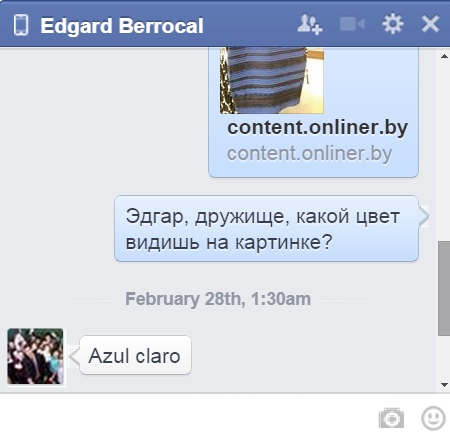 Edgard Berrocal
content.onliner.by
content.onliner.by
Эдгар, дружище, какой цвет
видишь на картинке?
February 28th, 1:30am
Azul claro